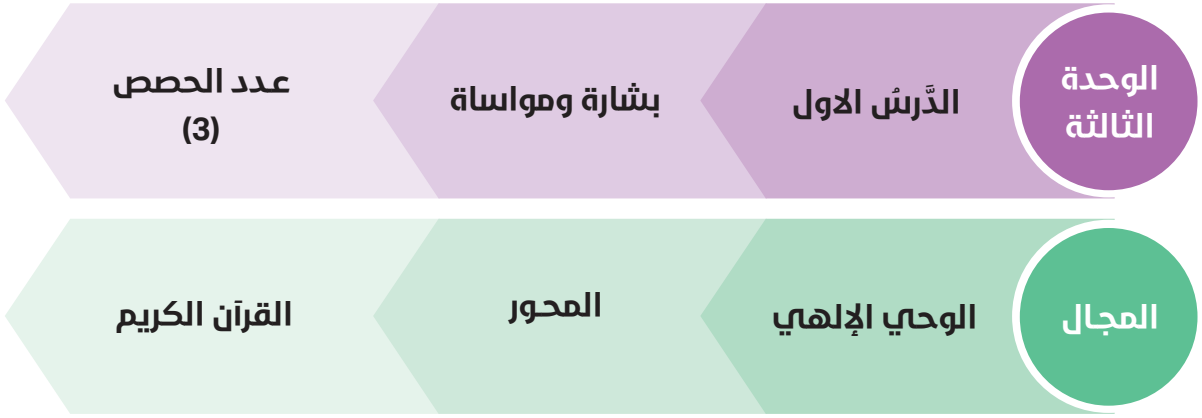 الوحدة
الثالثة
الدَّرسُ الاول
بشارة ومواساة
عدد الحصص
(3)
المجال
الوحي الإلهي
المحور
القرآن الكريم